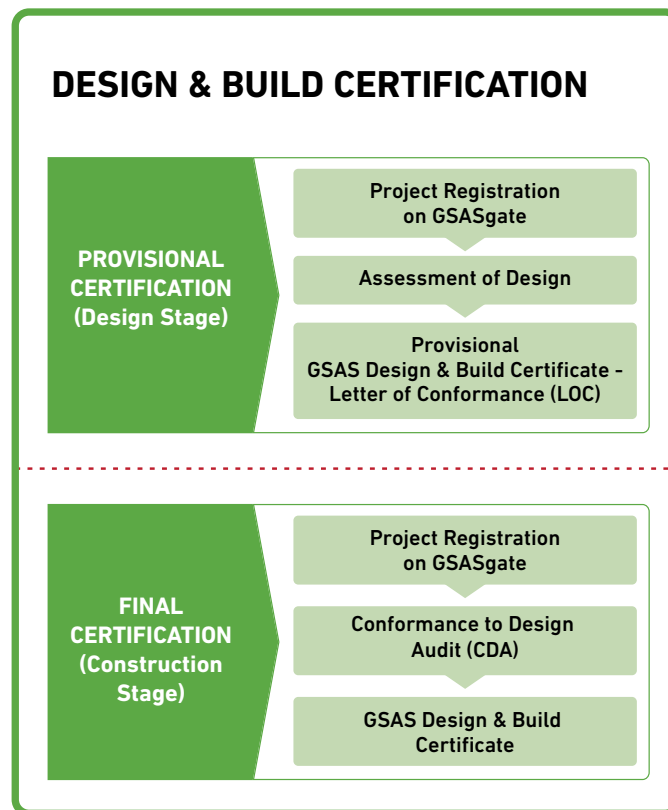 DESIGN & BUILD CERTIFICATION
PROVISIONAL
CERTIFICATION
(Design Stage)
Project Registration
on GSASgate
Assessment of Design
Provisional
GSAS Design & Build Certificate -
Letter of Conformance (LOC)
FINAL
CERTIFICATION
(Construction
Stage)
Project Registration
on GSASgate
Conformance to Design
Audit (CDA)
GSAS Design & Build
Certificate